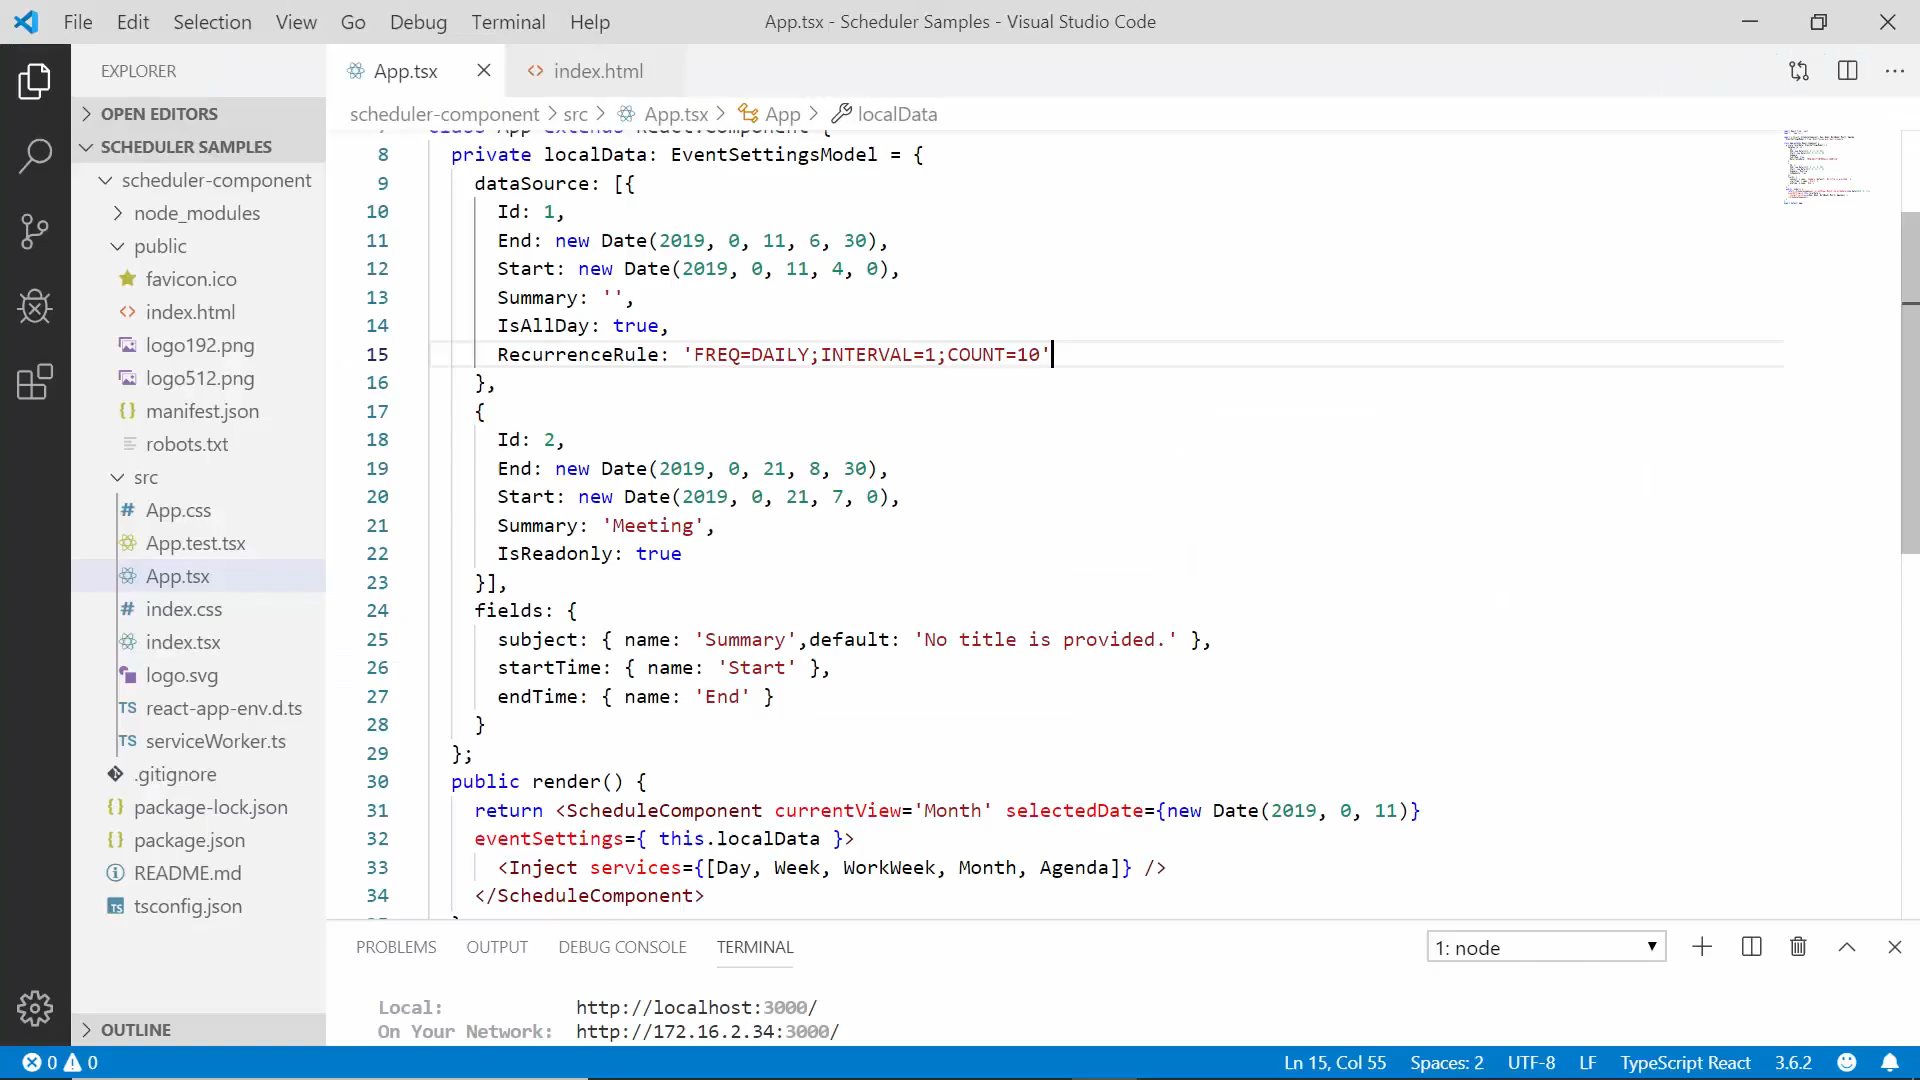 File Edit Selection View Go Debug Terminal Help
App.tsx - Scheduler Samples - Visual Studio Code
EXPLORER
App.tsx
index.html
OPEN EDITORS
SCHEDULER SAMPLES
scheduler-component
node_modules
public
favicon.ico
index.html
logo192.png
logo512.png
manifest.json
robots.txt
src
App.css
App.test.tsx
App.tsx
index.css
index.tsx
logo.svg
TS react-app-env.d.ts
TS serviceWorker.ts
.gitignore
package-lock.json
package.json
README.md
tsconfig.json
OUTLINE
scheduler-component > src > App.tsx > App > localData
7 class App extends React.Component {
8 private localData: EventSettingsModel = {
9 dataSource: [{
10 Id: 1,
11 End: new Date(2019, 0, 11, 6, 30),
12 Start: new Date(2019, 0, 11, 4, 0),
13 Summary: '',
14 IsAllDay: true,
15 RecurrenceRule: 'FREQ=DAILY;INTERVAL=1;COUNT=10'
16 },
17 {
18 Id: 2,
19 End: new Date(2019, 0, 21, 8, 30),
20 Start: new Date(2019, 0, 21, 7, 0),
21 Summary: 'Meeting',
22 IsReadonly: true
23 }],
24 fields: {
25 subject: { name: 'Summary',default: 'No title is provided.' },
26 startTime: { name: 'Start' },
27 endTime: { name: 'End' }
28 }
29 };
30 public render() {
31 return <ScheduleComponent currentView='Month' selectedDate={new Date(2019, 0, 11)}
32 eventSettings={ this.localData }>
33 <Inject services={[Day, Week, WorkWeek, Month, Agenda]} />
34 </ScheduleComponent>
PROBLEMS OUTPUT DEBUG CONSOLE TERMINAL
1: node
Local: http://localhost:3000/
On Your Network: http://172.16.2.34:3000/
0 0
Ln 15, Col 55 Spaces: 2 UTF-8 LF TypeScript React 3.6.2